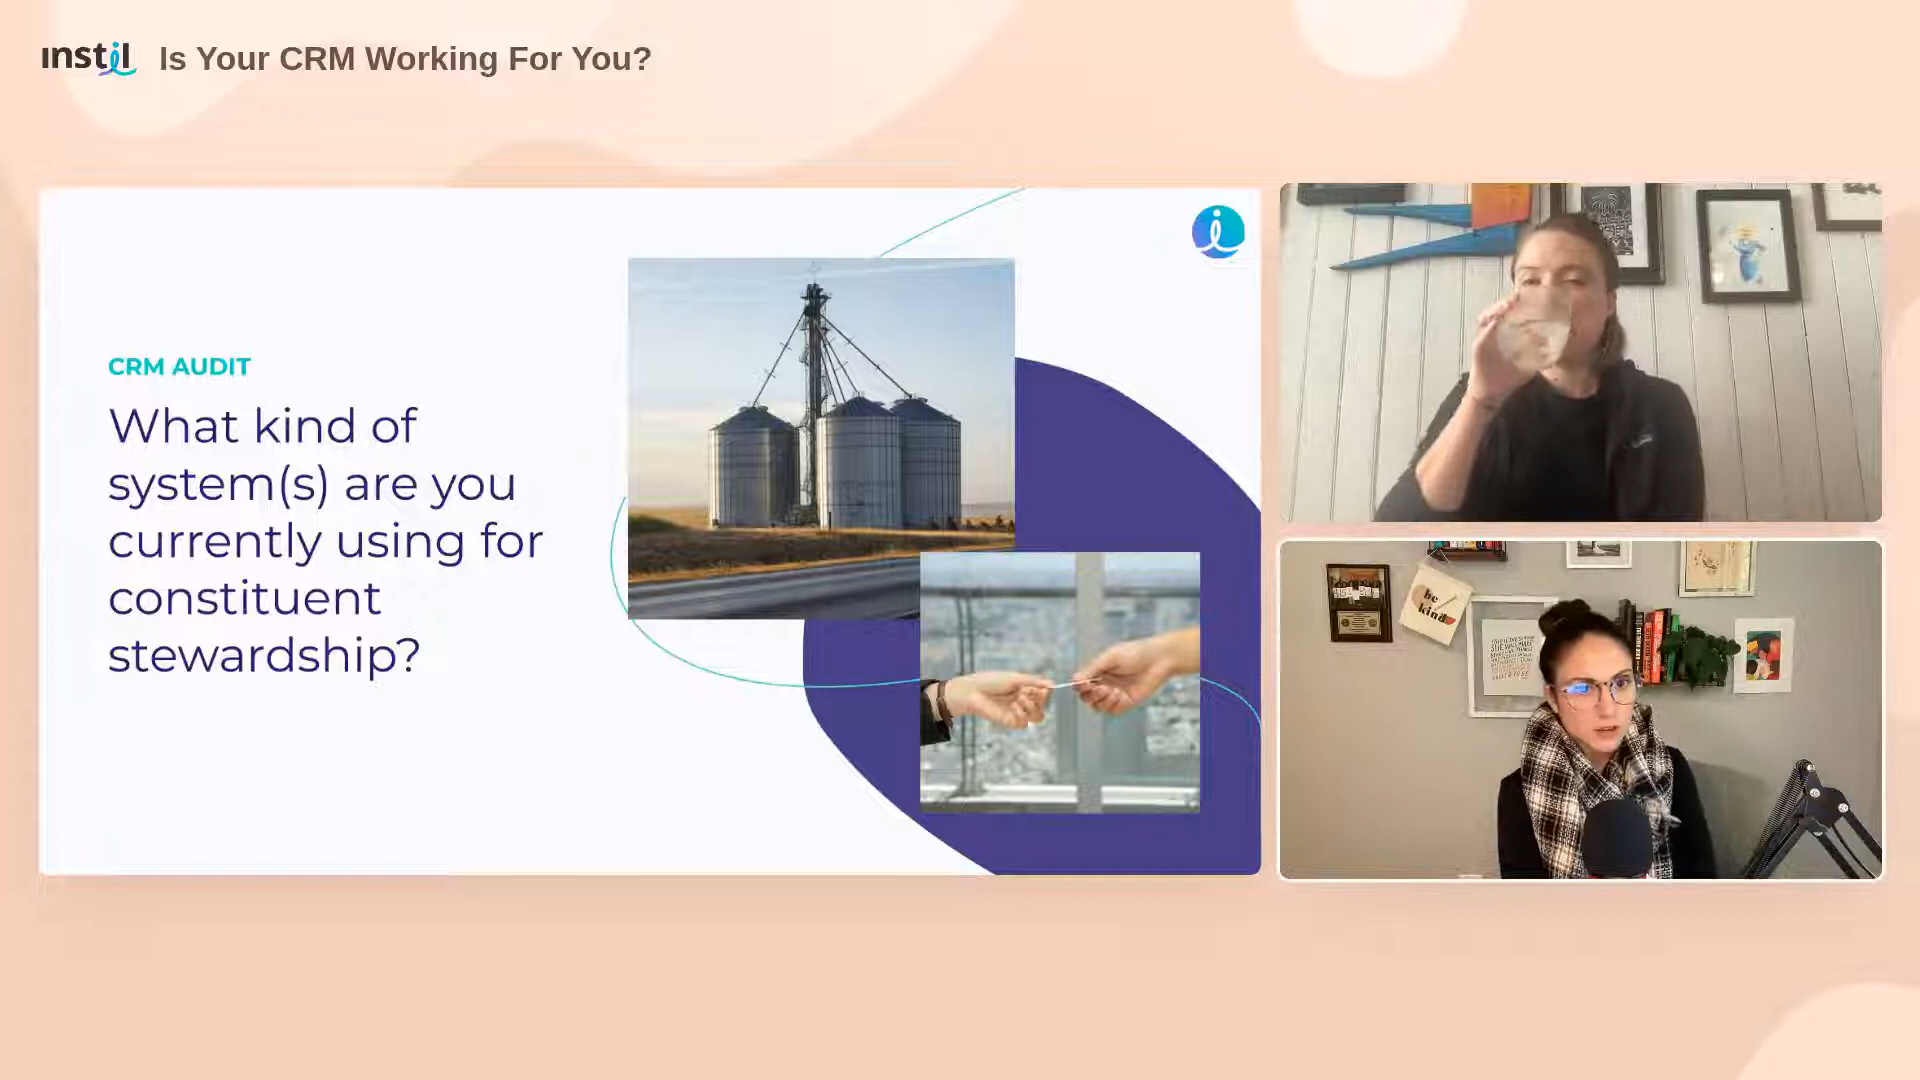 instil Is Your CRM Working For You?
CRM AUDIT
What kind of
system(s) are you
currently using for
constituent
stewardship?
be
kind